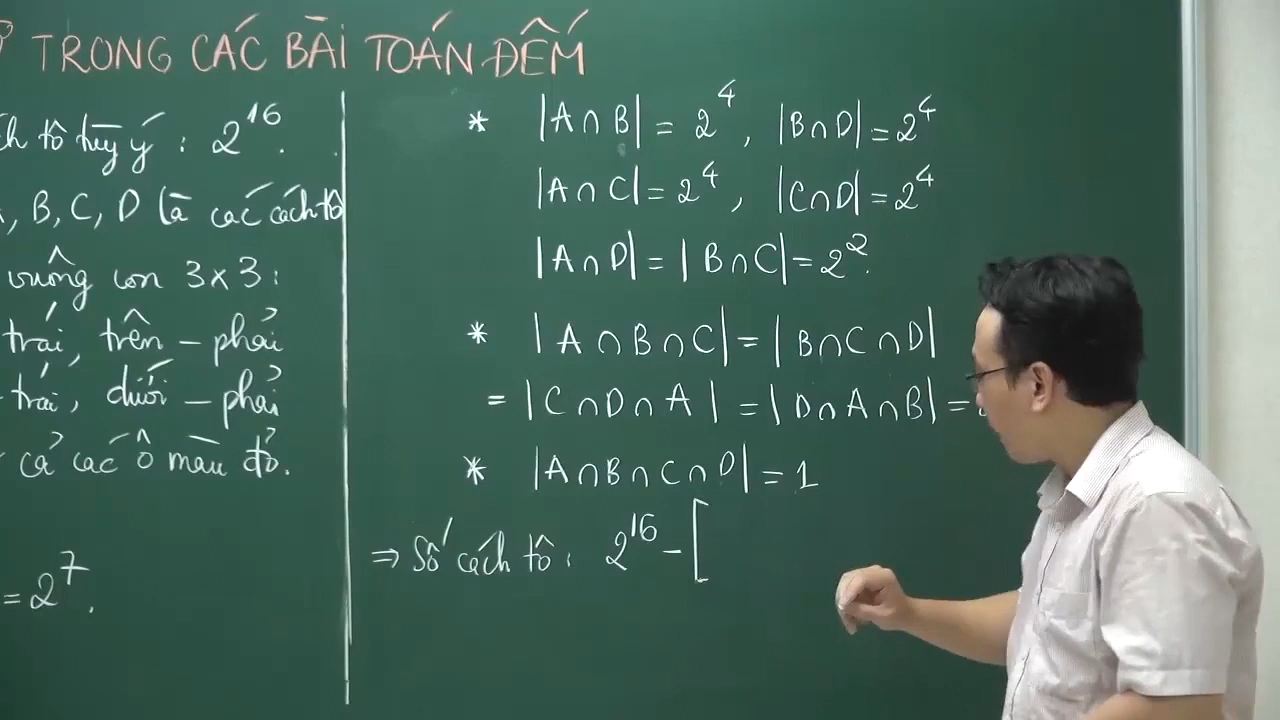 TRONG CÁC BÀI TOÁN ĐẾM
tô tùy ý : 2^16.
B, C, D là các cách tô
vuông con 3x3:
trái, trên – phải
trái, dưới – phải
cả các ô màu đỏ.
= 2^7.
* |A∩B| = 2^4, |B∩D| = 2^4
|A∩C| = 2^4, |C∩D| = 2^4
|A∩D| = |B∩C| = 2^2.
* |A∩B∩C| = |B∩C∩D|
= |C∩D∩A| = |D∩A∩B| =
* |A∩B∩C∩D| = 1
⇒ Số cách tô: 2^16 – [